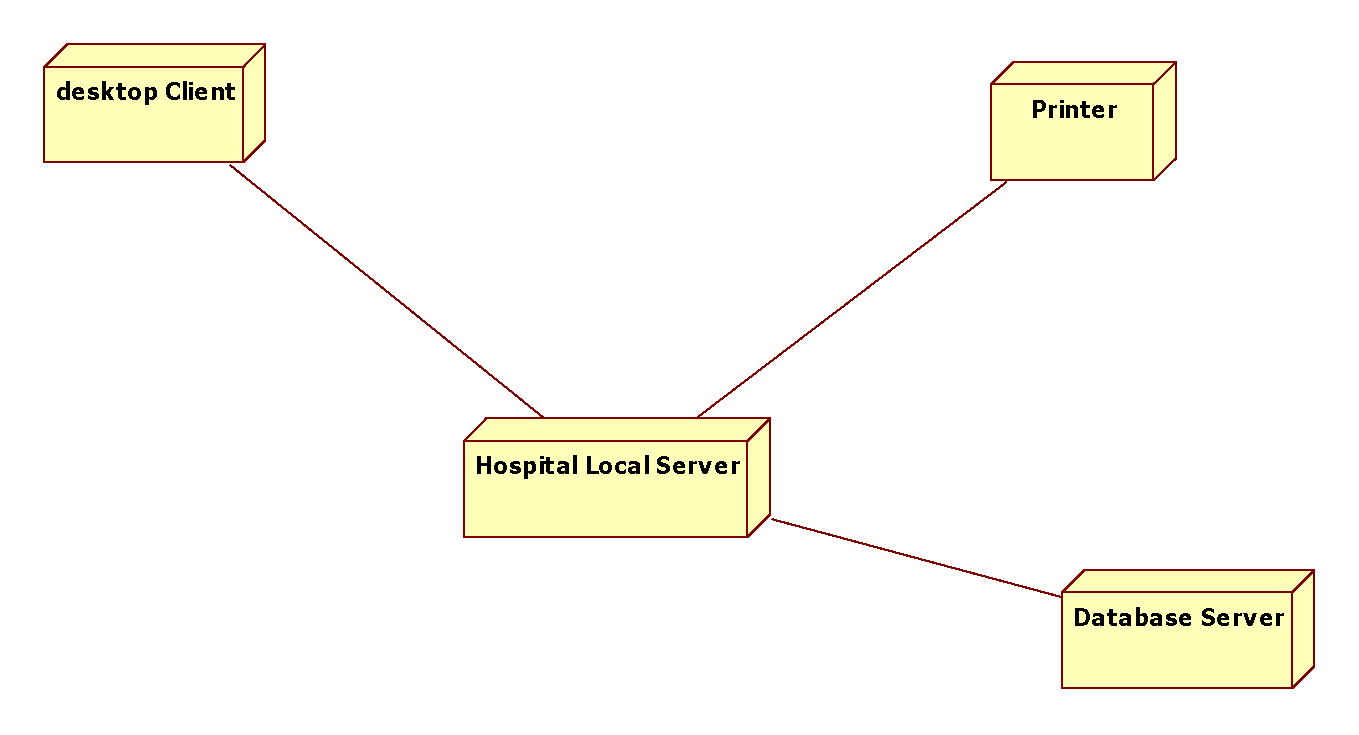 desktop Client
Printer
Hospital Local Server
Database Server